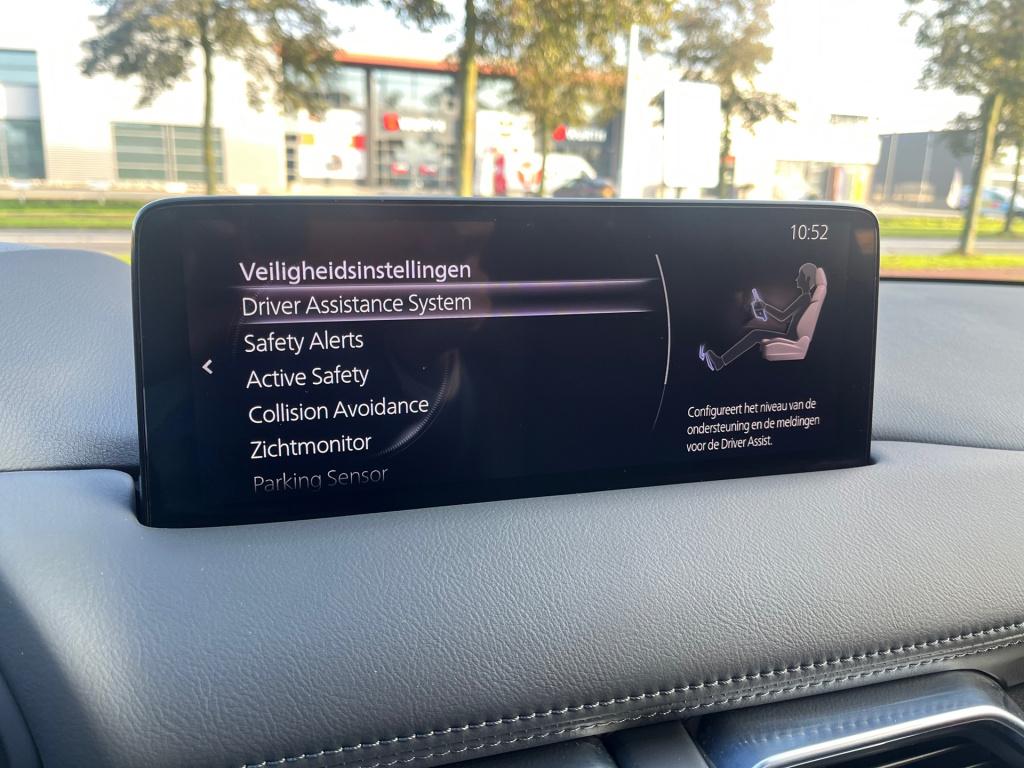 10:52
Veiligheidsinstellingen
Driver Assistance System
Safety Alerts
Active Safety
Collision Avoidance
Zichtmonitor
Parking Sensor
Configureert het niveau van de
ondersteuning en de meldingen
voor de Driver Assist.